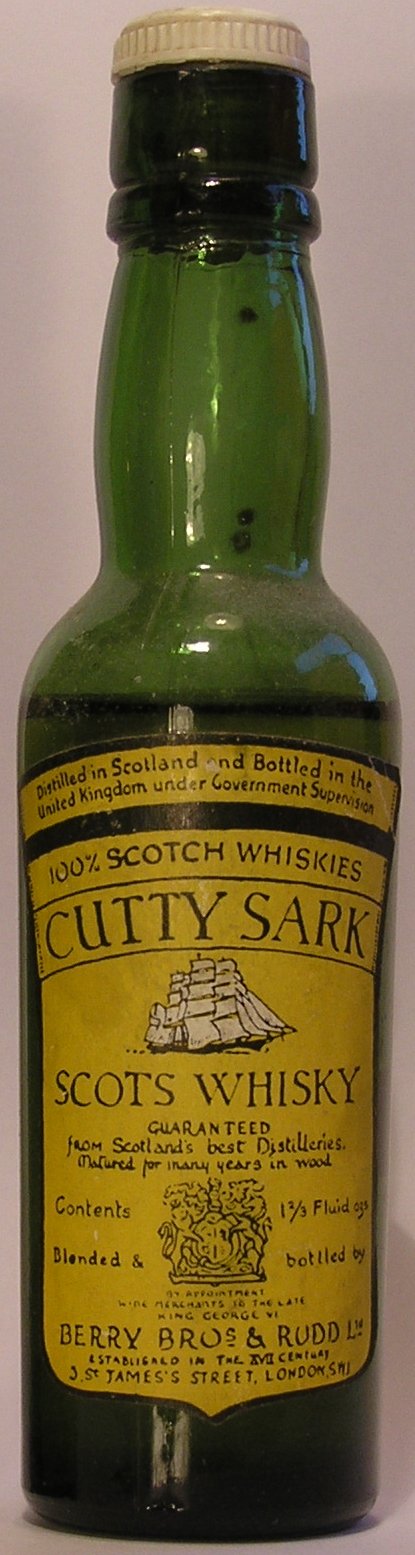 Distilled in Scotland and Bottled in the
United Kingdom under Government Supervision
100% SCOTCH WHISKIES
CUTTY SARK
SCOTS WHISKY
GUARANTEED
from Scotland's best Distilleries.
Matured for many years in wood
Contents 1 2/3 Fluid ozs
Blended & bottled by
BY APPOINTMENT
WINE MERCHANTS TO THE LATE
KING GEORGE VI
BERRY BROS & RUDD LTD
ESTABLISHED IN THE XVII CENTURY
3. ST JAMES'S STREET, LONDON, SW1